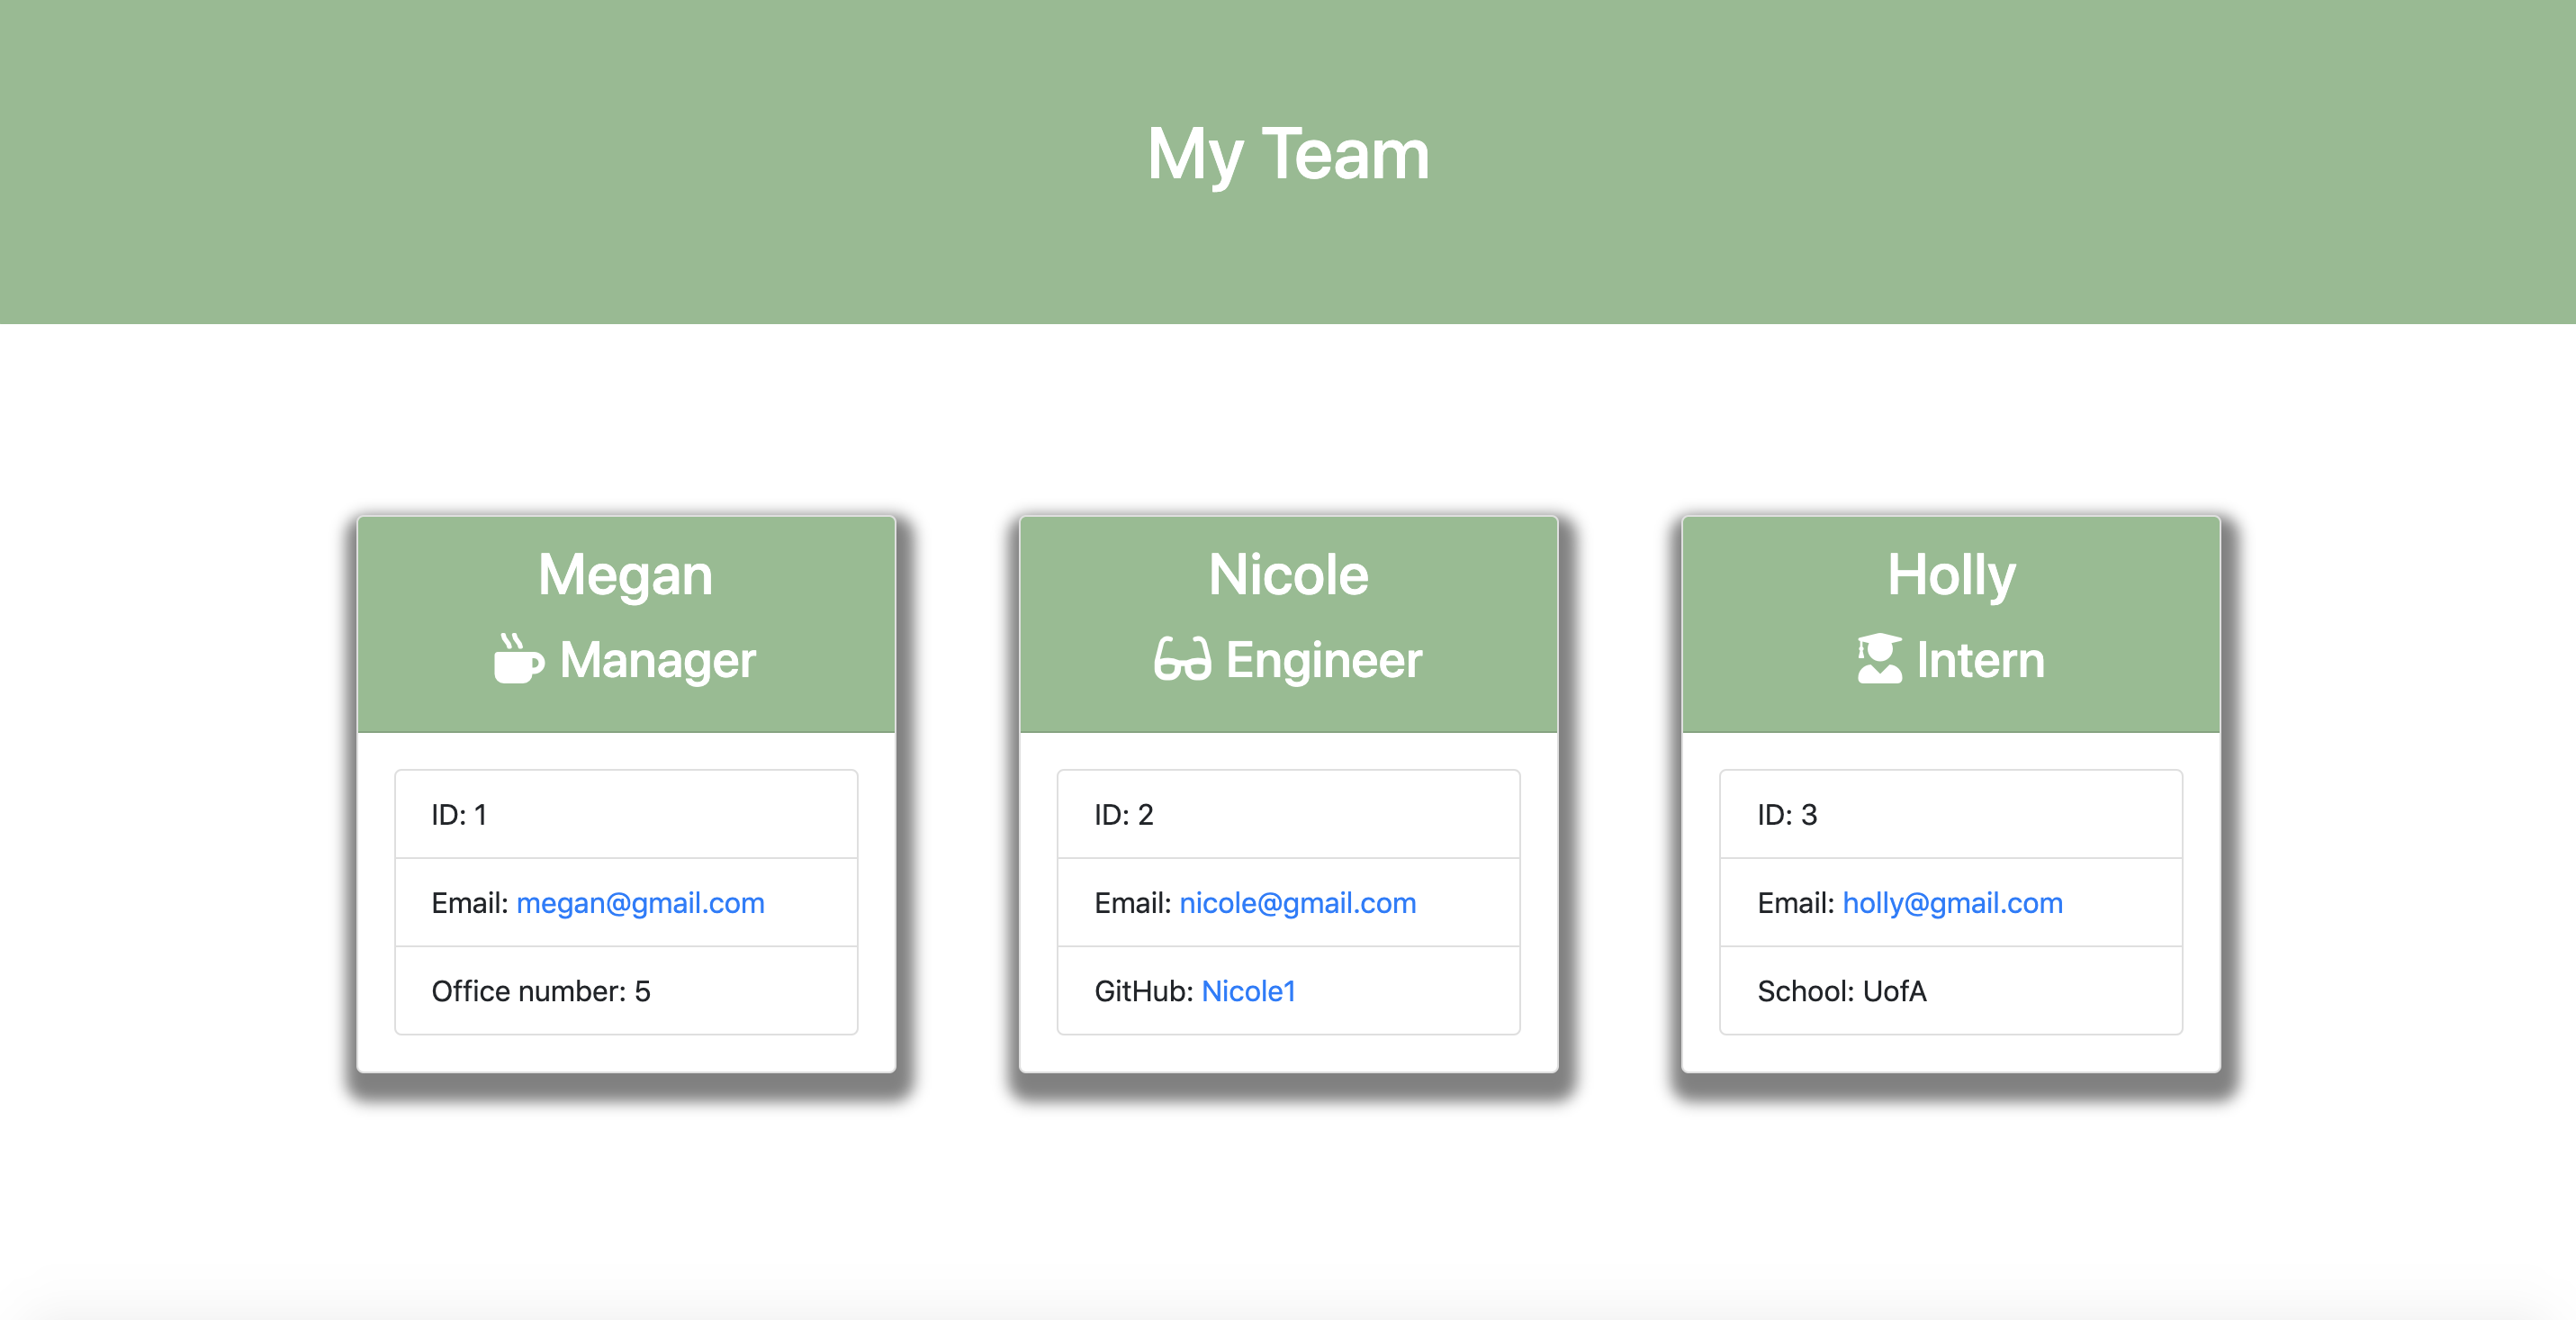 My Team
Megan
Manager
ID: 1
Email: megan@gmail.com
Office number: 5
Nicole
Engineer
ID: 2
Email: nicole@gmail.com
GitHub: Nicole1
Holly
Intern
ID: 3
Email: holly@gmail.com
School: UofA